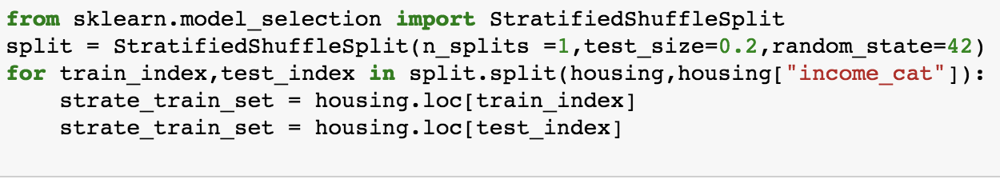 from sklearn.model_selection import StratifiedShuffleSplit
split = StratifiedShuffleSplit(n_splits =1,test_size=0.2,random_state=42)
for train_index,test_index in split.split(housing,housing["income_cat"]):
    strate_train_set = housing.loc[train_index]
    strate_train_set = housing.loc[test_index]